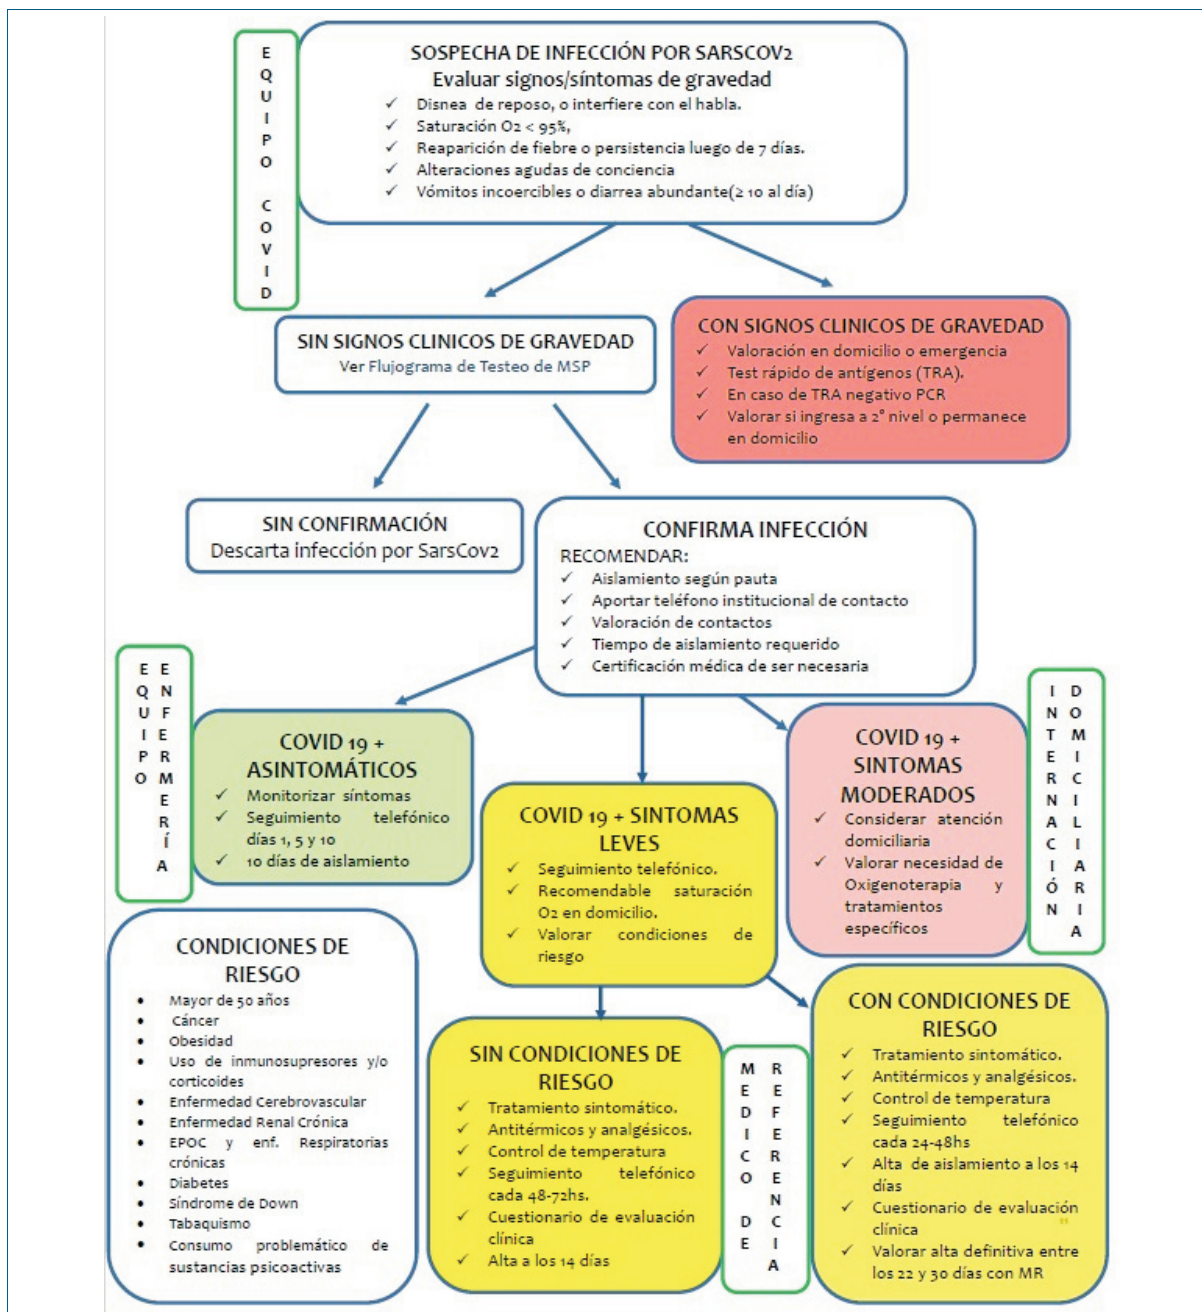 EQUIPO COVID
SOSPECHA DE INFECCIÓN POR SARSCOV2
Evaluar signos/síntomas de gravedad
✓ Disnea de reposo, o interfiere con el habla.
✓ Saturación O2 < 95%,
✓ Reaparición de fiebre o persistencia luego de 7 días.
✓ Alteraciones agudas de conciencia
✓ Vómitos incoercibles o diarrea abundante(≥ 10 al día)
SIN SIGNOS CLINICOS DE GRAVEDAD
Ver Flujograma de Testeo de MSP
CON SIGNOS CLINICOS DE GRAVEDAD
✓ Valoración en domicilio o emergencia
✓ Test rápido de antígenos (TRA).
✓ En caso de TRA negativo PCR
✓ Valorar si ingresa a 2° nivel o permanece
en domicilio
SIN CONFIRMACIÓN
Descarta infección por SarsCov2
CONFIRMA INFECCIÓN
RECOMENDAR:
✓ Aislamiento según pauta
✓ Aportar teléfono institucional de contacto
✓ Valoración de contactos
✓ Tiempo de aislamiento requerido
✓ Certificación médica de ser necesaria
EQUIPO
ENFERMERÍA
COVID 19 +
ASINTOMÁTICOS
✓ Monitorizar síntomas
✓ Seguimiento telefónico
días 1, 5 y 10
✓ 10 días de aislamiento
COVID 19 + SINTOMAS
LEVES
✓ Seguimiento telefónico.
✓ Recomendable saturación
O2 en domicilio.
✓ Valorar condiciones de
riesgo
COVID 19 +
SINTOMAS
MODERADOS
✓ Considerar atención
domiciliaria
✓ Valorar necesidad de
Oxigenoterapia y
tratamientos
específicos
INTERNACIÓN
DOMICILIARIA
CONDICIONES DE
RIESGO
• Mayor de 50 años
• Cáncer
• Obesidad
• Uso de inmunosupresores y/o
corticoides
• Enfermedad Cerebrovascular
• Enfermedad Renal Crónica
• EPOC y enf. Respiratorias
crónicas
• Diabetes
• Síndrome de Down
• Tabaquismo
• Consumo problemático de
sustancias psicoactivas
SIN CONDICIONES DE
RIESGO
✓ Tratamiento sintomático.
✓ Antitérmicos y analgésicos.
✓ Control de temperatura
✓ Seguimiento telefónico
cada 48-72hs.
✓ Cuestionario de evaluación
clínica
✓ Alta a los 14 días
MEDICO DE
REFERENCIA
CON CONDICIONES DE
RIESGO
✓ Tratamiento sintomático.
✓ Antitérmicos y analgésicos.
✓ Control de temperatura
✓ Seguimiento telefónico
cada 24-48hs
✓ Alta de aislamiento a los 14
días
✓ Cuestionario de evaluación
clínica "
✓ Valorar alta definitiva entre
los 22 y 30 días con MR